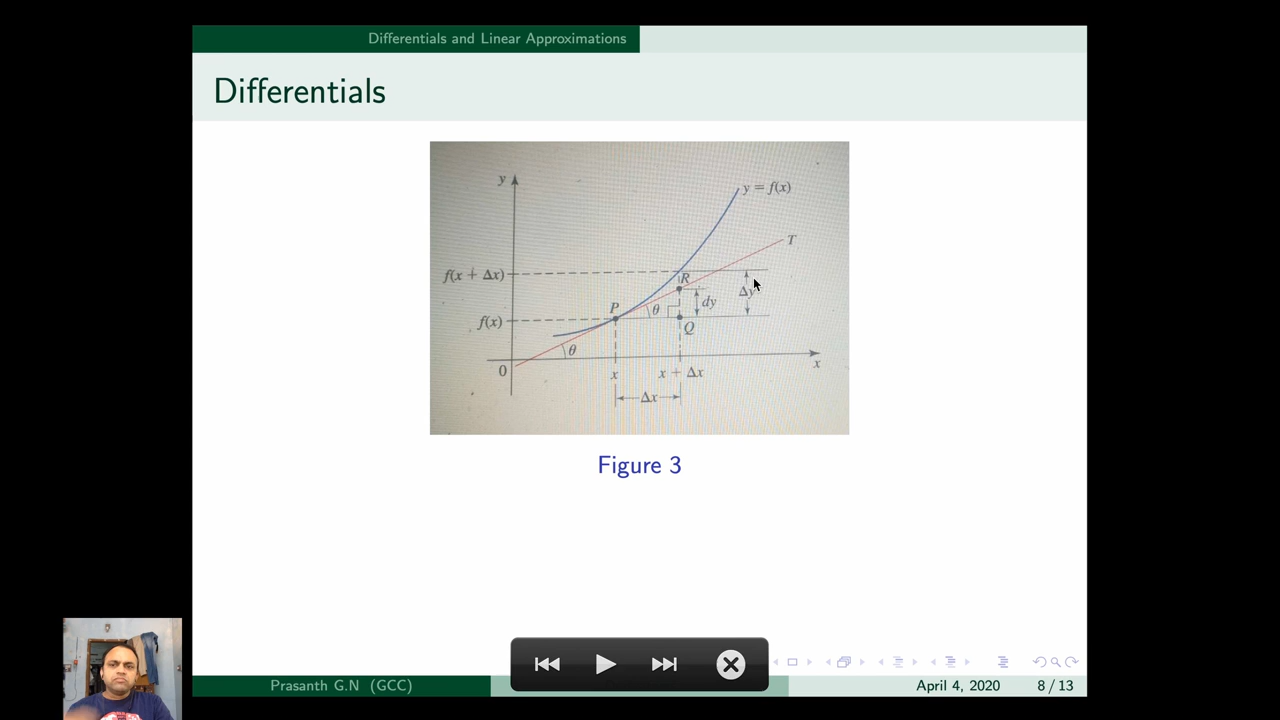 Differentials and Linear Approximations
Differentials
y
y = f(x)
T
f(x + Δx)
R
Δy
dy
P
θ
f(x)
Q
θ
0
x
x + Δx
x
Δx
Figure 3
Prasanth G.N (GCC)
April 4, 2020
8 / 13